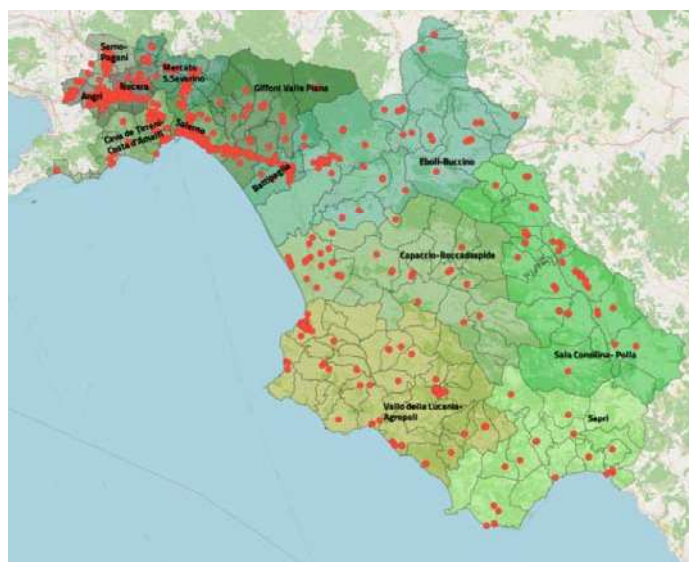 Sarno-
Pagani
Mercato
S.Severino
Angri
Nocera
Giffoni Valle Piana
Cava de Tirreni-
Costa d'Amalfi
Salerno
Battipaglia
Eboli-Buccino
Capaccio-Roccadaspide
Sala Consilina- Polla
Vallo della Lucania-
Agropoli
Sapri